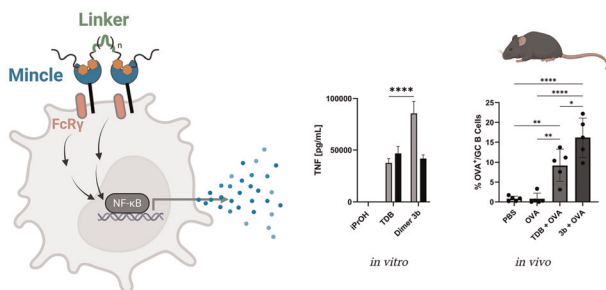 Linker
n
Mincle
FcRγ
NF-κB
TNF [pg/mL]
100000
50000
0
****
iPrOH
TDB
Dimer 3b
in vitro
% OVA⁺/GC B Cells
25
20
15
10
5
0
****
****
*
**
**
PBS
OVA
TDB + OVA
3b + OVA
in vivo